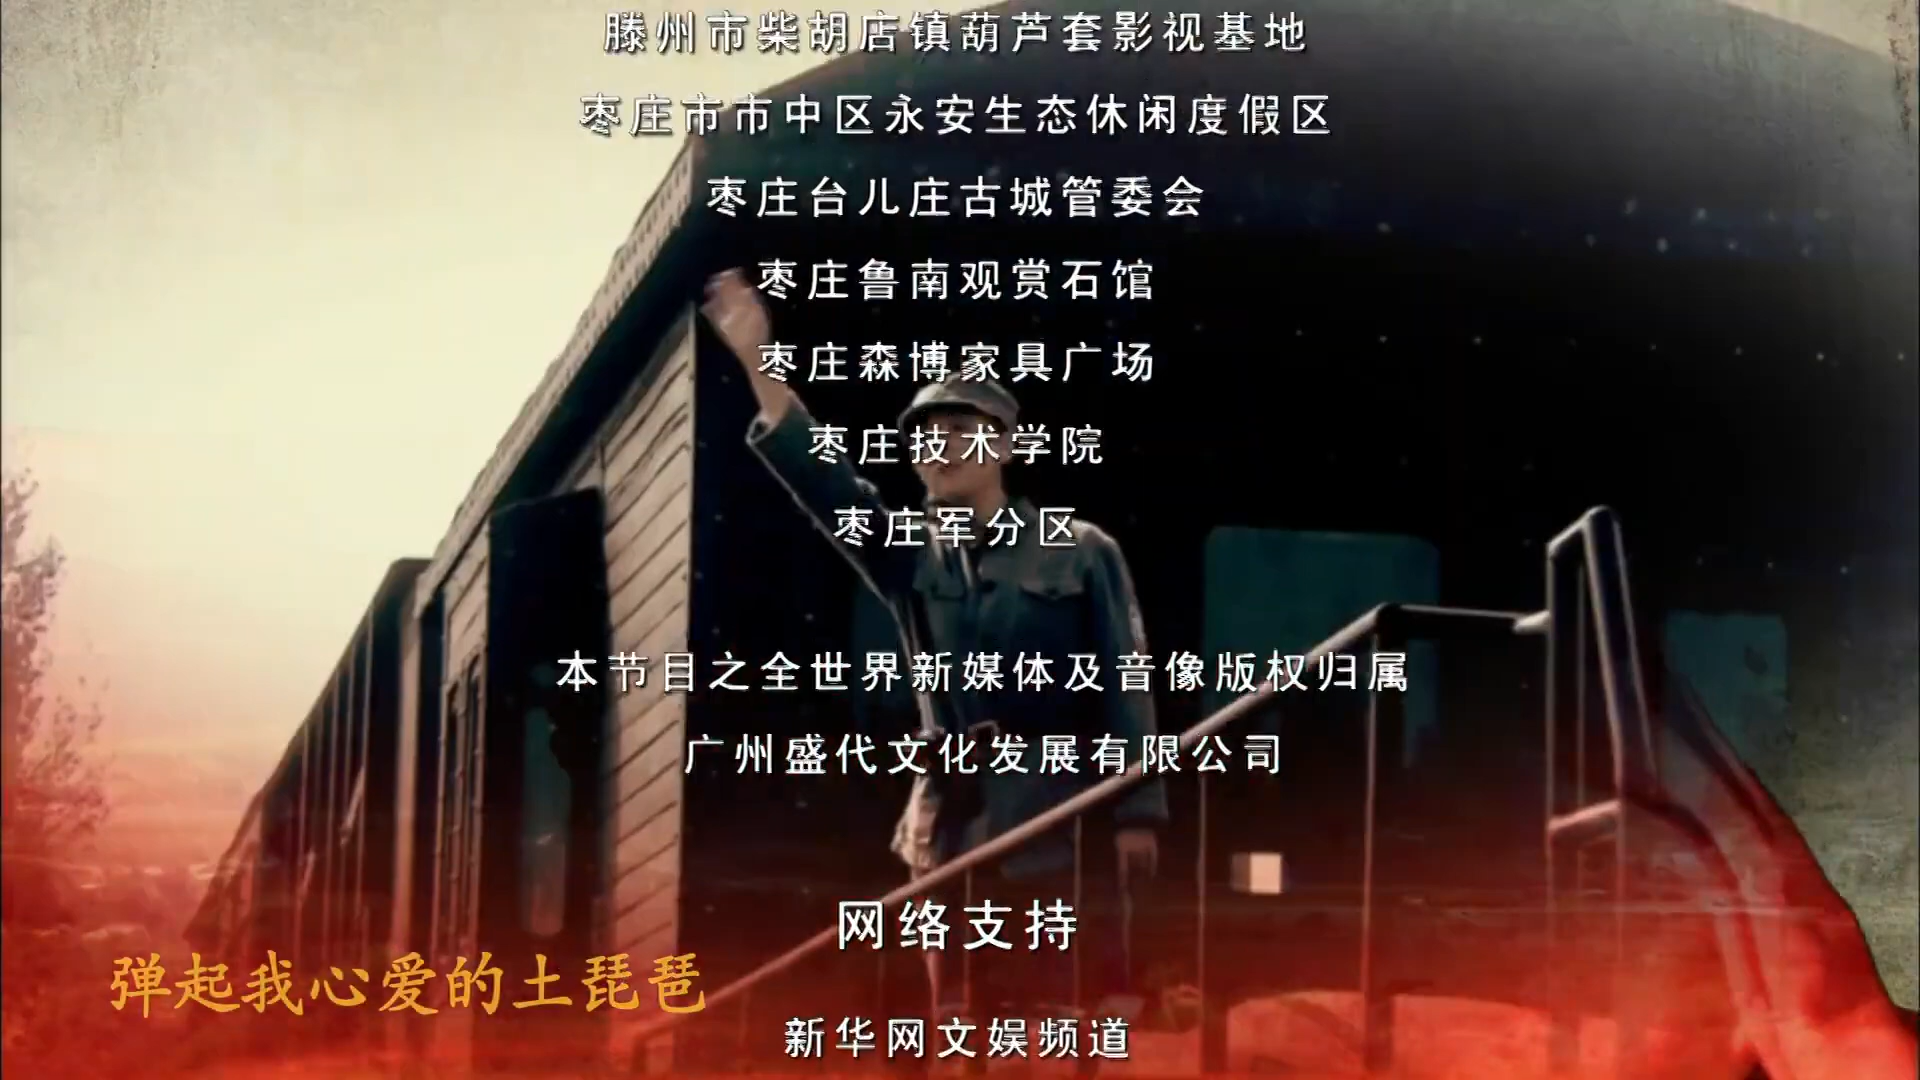 滕州市柴胡店镇葫芦套影视基地
枣庄市市中区永安生态休闲度假区
枣庄台儿庄古城管委会
枣庄鲁南观赏石馆
枣庄森博家具广场
枣庄技术学院
枣庄军分区
本节目之全世界新媒体及音像版权归属
广州盛代文化发展有限公司
网络支持
弹起我心爱的土琵琶
新华网文娱频道